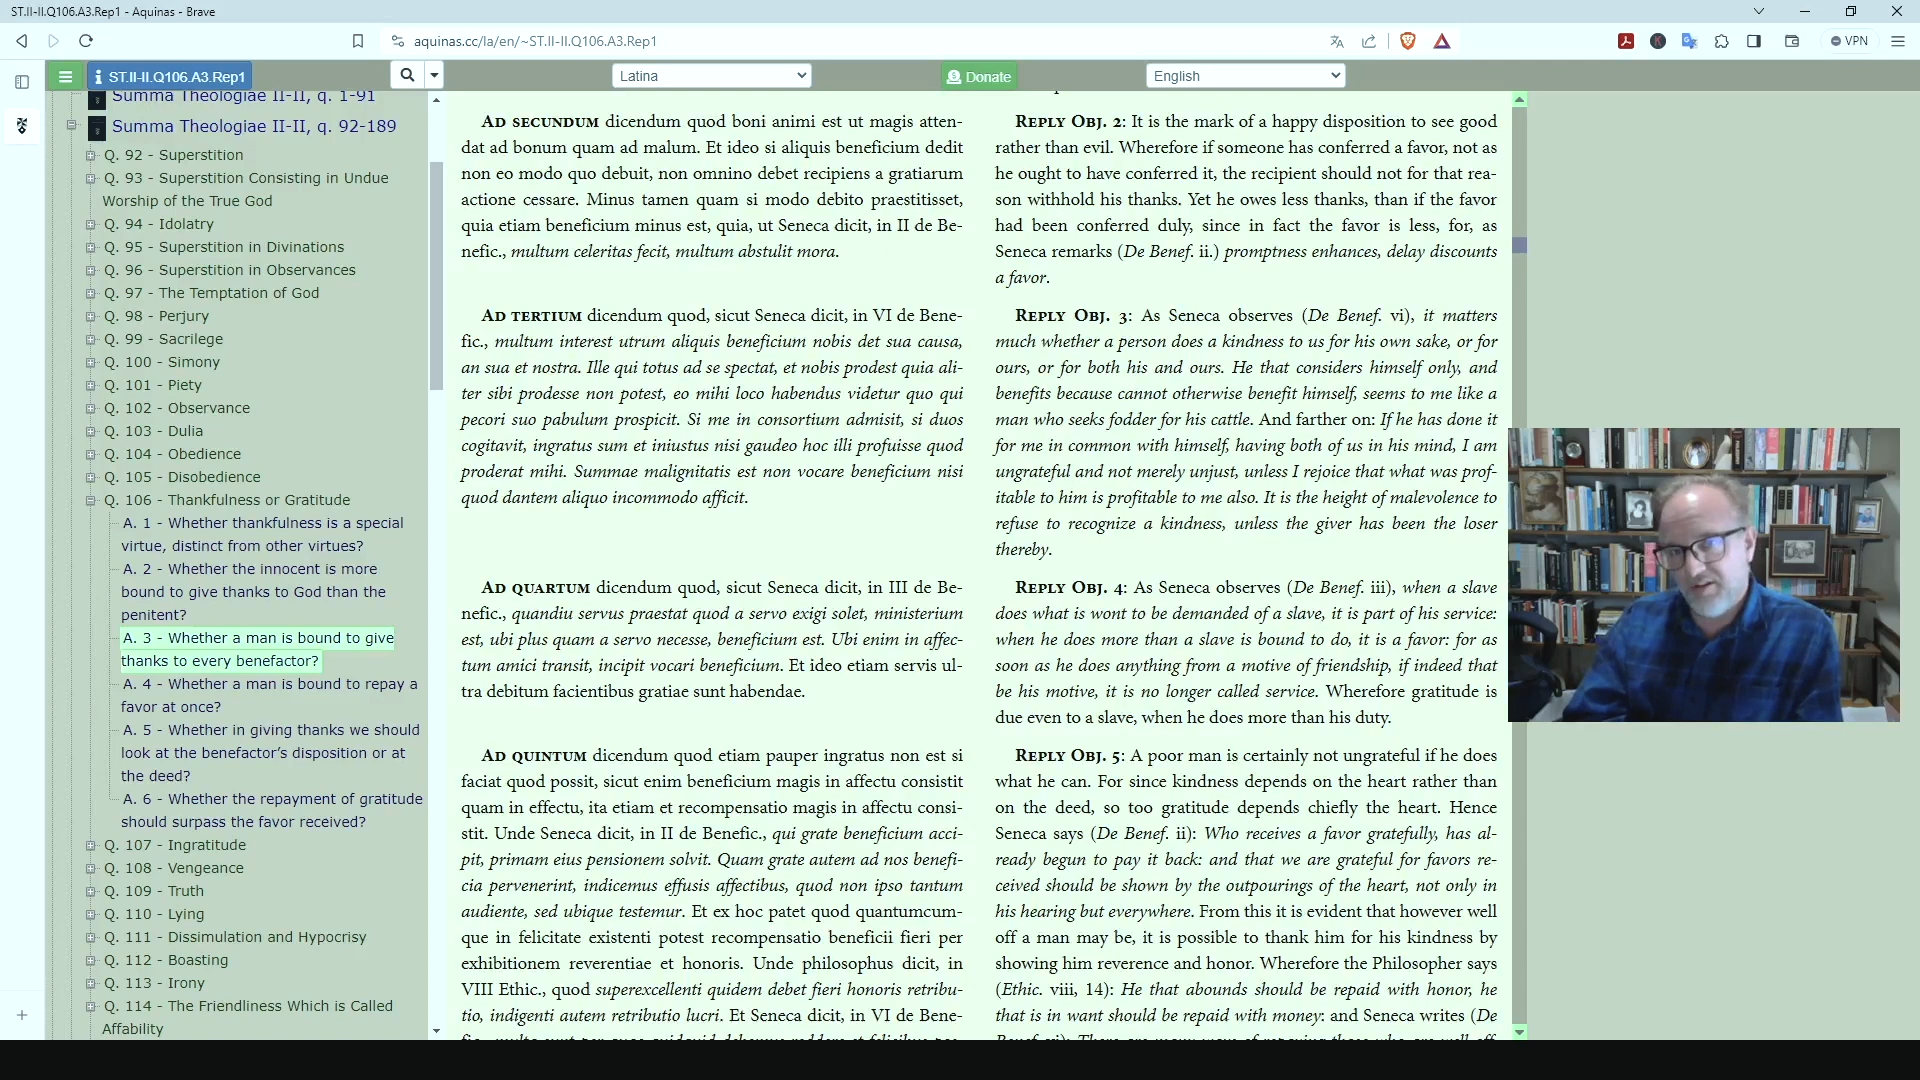 ST.II-II.Q106.A3.Rep1 - Aquinas - Brave
aquinas.cc/la/en/~ST.II-II.Q106.A3.Rep1
VPN
ST.II-II.Q106.A3.Rep1
Latina
Donate
English
Summa Theologiae II-II, q. 1-91
Summa Theologiae II-II, q. 92-189
Q. 92 - Superstition
Q. 93 - Superstition Consisting in Undue
Worship of the True God
Q. 94 - Idolatry
Q. 95 - Superstition in Divinations
Q. 96 - Superstition in Observances
Q. 97 - The Temptation of God
Q. 98 - Perjury
Q. 99 - Sacrilege
Q. 100 - Simony
Q. 101 - Piety
Q. 102 - Observance
Q. 103 - Dulia
Q. 104 - Obedience
Q. 105 - Disobedience
Q. 106 - Thankfulness or Gratitude
A. 1 - Whether thankfulness is a special
virtue, distinct from other virtues?
A. 2 - Whether the innocent is more
bound to give thanks to God than the
penitent?
A. 3 - Whether a man is bound to give
thanks to every benefactor?
A. 4 - Whether a man is bound to repay a
favor at once?
A. 5 - Whether in giving thanks we should
look at the benefactor’s disposition or at
the deed?
A. 6 - Whether the repayment of gratitude
should surpass the favor received?
Q. 107 - Ingratitude
Q. 108 - Vengeance
Q. 109 - Truth
Q. 110 - Lying
Q. 111 - Dissimulation and Hypocrisy
Q. 112 - Boasting
Q. 113 - Irony
Q. 114 - The Friendliness Which is Called
Affability
AD SECUNDUM dicendum quod boni animi est ut magis atten-
dat ad bonum quam ad malum. Et ideo si aliquis beneficium dedit
non eo modo quo debuit, non omnino debet recipiens a gratiarum
actione cessare. Minus tamen quam si modo debito praestitisset,
quia etiam beneficium minus est, quia, ut Seneca dicit, in II de Be-
nefic., multum celeritas fecit, multum abstulit mora.
AD TERTIUM dicendum quod, sicut Seneca dicit, in VI de Bene-
fic., multum interest utrum aliquis beneficium nobis det sua causa,
an sua et nostra. Ille qui totus ad se spectat, et nobis prodest quia ali-
ter sibi prodesse non potest, eo mihi loco habendus videtur quo qui
pecori suo pabulum prospicit. Si me in consortium admisit, si duos
cogitavit, ingratus sum et iniustus nisi gaudeo hoc illi profuisse quod
proderat mihi. Summae malignitatis est non vocare beneficium nisi
quod dantem aliquo incommodo afficit.
AD QUARTUM dicendum quod, sicut Seneca dicit, in III de Be-
nefic., quandiu servus praestat quod a servo exigi solet, ministerium
est, ubi plus quam a servo necesse, beneficium est. Ubi enim in affec-
tum amici transit, incipit vocari beneficium. Et ideo etiam servis ul-
tra debitum facientibus gratiae sunt habendae.
AD QUINTUM dicendum quod etiam pauper ingratus non est si
faciat quod possit, sicut enim beneficium magis in affectu consistit
quam in effectu, ita etiam et recompensatio magis in affectu consi-
stit. Unde Seneca dicit, in II de Benefic., qui grate beneficium acci-
pit, primam eius pensionem solvit. Quam grate autem ad nos benefi-
cia pervenerint, indicemus effusis affectibus, quod non ipso tantum
audiente, sed ubique testemur. Et ex hoc patet quod quantumcum-
que in felicitate existenti potest recompensatio beneficii fieri per
exhibitionem reverentiae et honoris. Unde philosophus dicit, in
VIII Ethic., quod superexcellenti quidem debet fieri honoris retribu-
tio, indigenti autem retributio lucri. Et Seneca dicit, in VI de Bene-
REPLY OBJ. 2: It is the mark of a happy disposition to see good
rather than evil. Wherefore if someone has conferred a favor, not as
he ought to have conferred it, the recipient should not for that rea-
son withhold his thanks. Yet he owes less thanks, than if the favor
had been conferred duly, since in fact the favor is less, for, as
Seneca remarks (De Benef. ii.) promptness enhances, delay discounts
a favor.
REPLY OBJ. 3: As Seneca observes (De Benef. vi), it matters
much whether a person does a kindness to us for his own sake, or for
ours, or for both his and ours. He that considers himself only, and
benefits because cannot otherwise benefit himself, seems to me like a
man who seeks fodder for his cattle. And farther on: If he has done it
for me in common with himself, having both of us in his mind, I am
ungrateful and not merely unjust, unless I rejoice that what was prof-
itable to him is profitable to me also. It is the height of malevolence to
refuse to recognize a kindness, unless the giver has been the loser
thereby.
REPLY OBJ. 4: As Seneca observes (De Benef. iii), when a slave
does what is wont to be demanded of a slave, it is part of his service:
when he does more than a slave is bound to do, it is a favor: for as
soon as he does anything from a motive of friendship, if indeed that
be his motive, it is no longer called service. Wherefore gratitude is
due even to a slave, when he does more than his duty.
REPLY OBJ. 5: A poor man is certainly not ungrateful if he does
what he can. For since kindness depends on the heart rather than
on the deed, so too gratitude depends chiefly the heart. Hence
Seneca says (De Benef. ii): Who receives a favor gratefully, has al-
ready begun to pay it back: and that we are grateful for favors re-
ceived should be shown by the outpourings of the heart, not only in
his hearing but everywhere. From this it is evident that however well
off a man may be, it is possible to thank him for his kindness by
showing him reverence and honor. Wherefore the Philosopher says
(Ethic. viii, 14): He that abounds should be repaid with honor, he
that is in want should be repaid with money: and Seneca writes (De